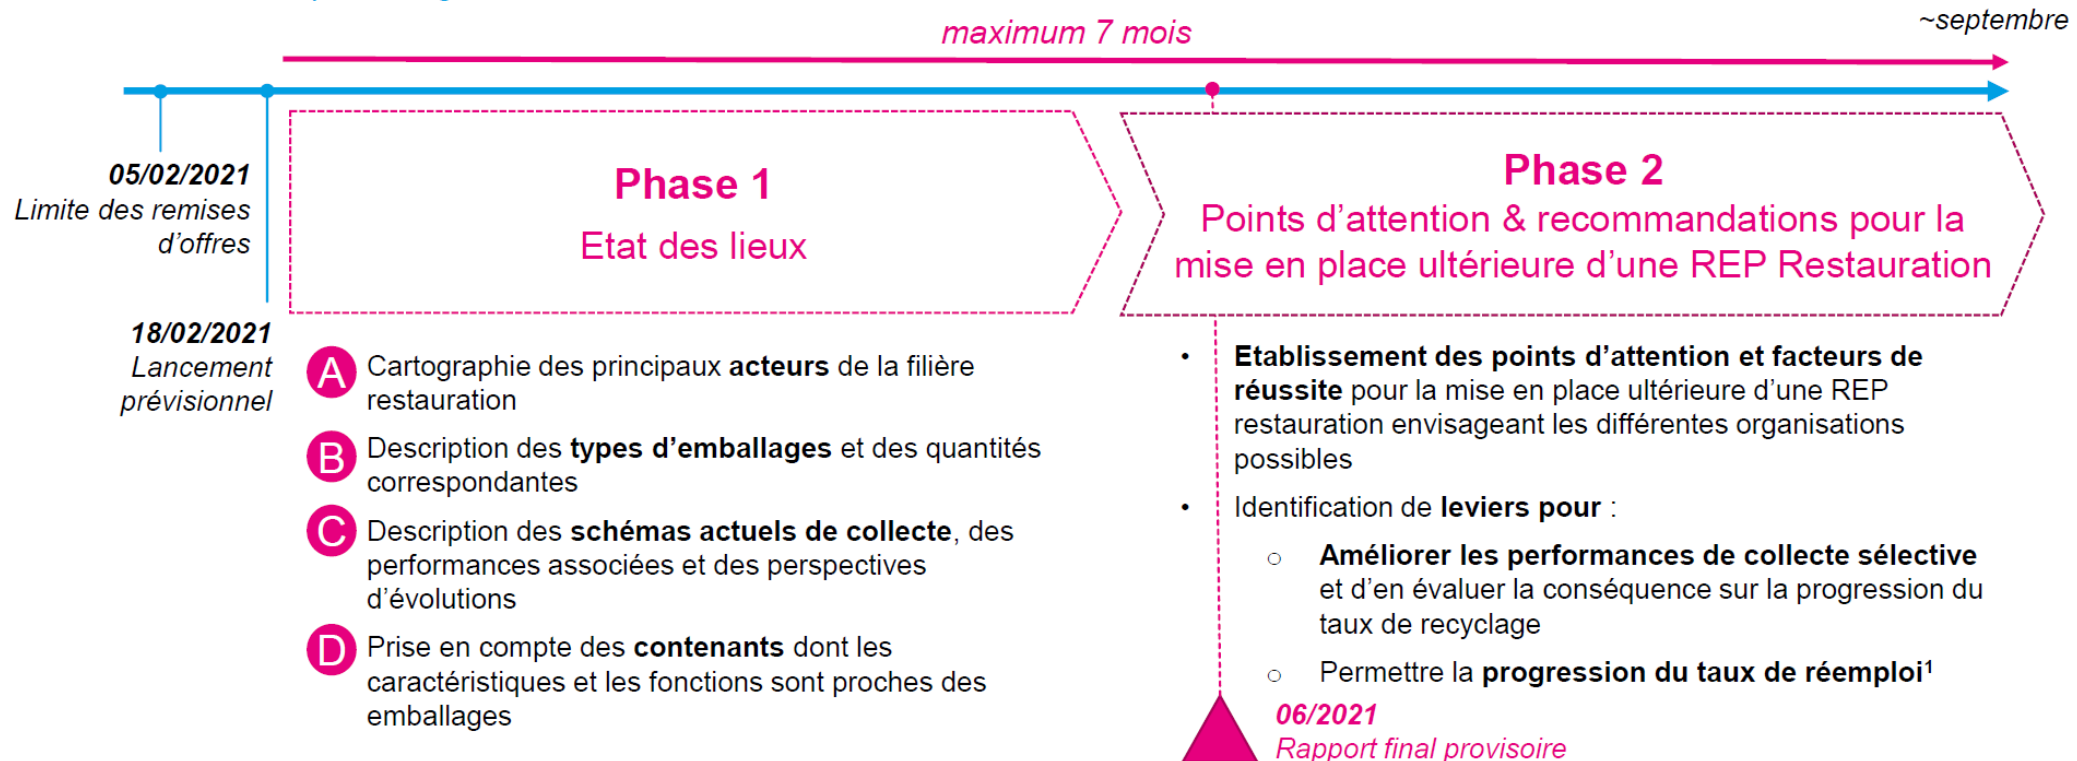 maximum 7 mois
~septembre
05/02/2021
Limite des remises
d’offres
18/02/2021
Lancement
prévisionnel
Phase 1
Etat des lieux
A Cartographie des principaux acteurs de la filière
restauration
B Description des types d’emballages et des quantités
correspondantes
C Description des schémas actuels de collecte, des
performances associées et des perspectives
d’évolutions
D Prise en compte des contenants dont les
caractéristiques et les fonctions sont proches des
emballages
Phase 2
Points d’attention & recommandations pour la
mise en place ultérieure d’une REP Restauration
• Etablissement des points d’attention et facteurs de
réussite pour la mise en place ultérieure d’une REP
restauration envisageant les différentes organisations
possibles
• Identification de leviers pour :
○ Améliorer les performances de collecte sélective
et d’en évaluer la conséquence sur la progression du
taux de recyclage
○ Permettre la progression du taux de réemploi¹
06/2021
Rapport final provisoire